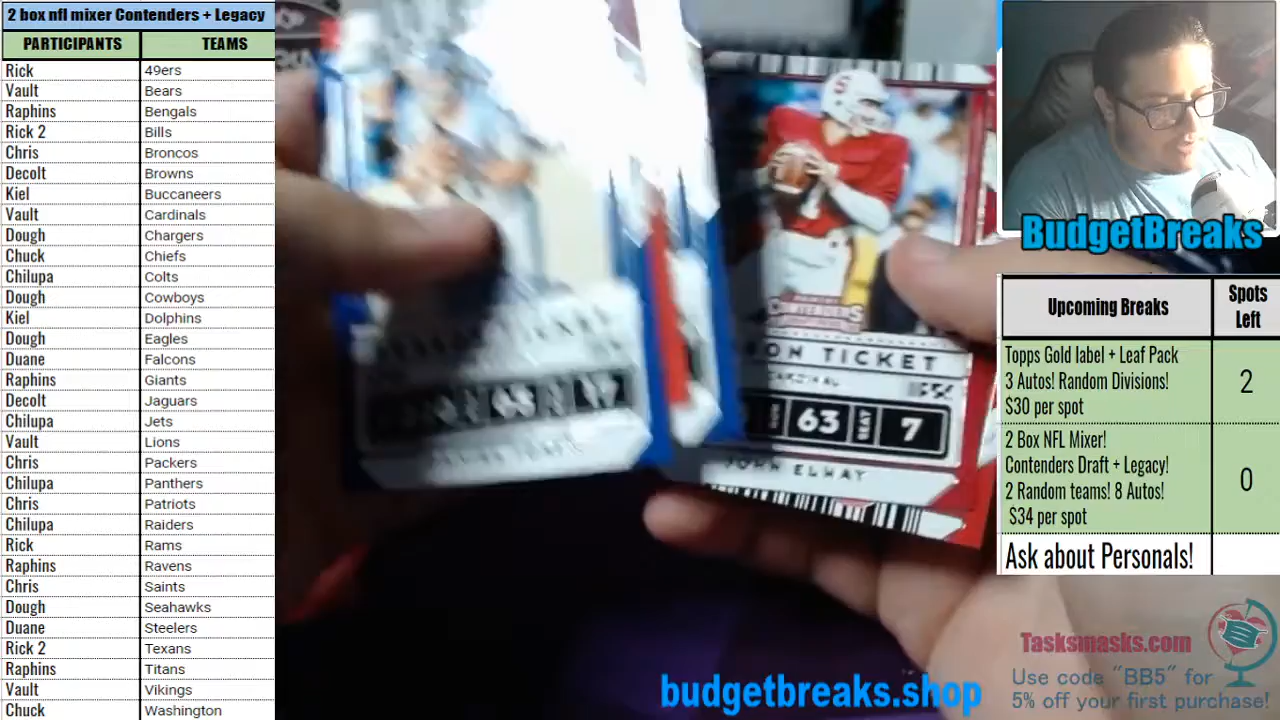 2 box nfl mixer Contenders + Legacy
PARTICIPANTS TEAMS
Rick 49ers
Vault Bears
Raphins Bengals
Rick 2 Bills
Chris Broncos
Decolt Browns
Kiel Buccaneers
Vault Cardinals
Dough Chargers
Chuck Chiefs
Chilupa Colts
Dough Cowboys
Kiel Dolphins
Dough Eagles
Duane Falcons
Raphins Giants
Decolt Jaguars
Chilupa Jets
Vault Lions
Chris Packers
Chilupa Panthers
Chris Patriots
Chilupa Raiders
Rick Rams
Raphins Ravens
Chris Saints
Dough Seahawks
Duane Steelers
Rick 2 Texans
Raphins Titans
Vault Vikings
Chuck Washington
CONTENDERS
ON TICKET
CARDINAL
63 SEAT 7
JOHN ELWAY
BudgetBreaks
Upcoming Breaks Spots Left
Topps Gold label + Leaf Pack
3 Autos! Random Divisions!
$30 per spot
2
2 Box NFL Mixer!
Contenders Draft + Legacy!
2 Random teams! 8 Autos!
$34 per spot
0
Ask about Personals!
Tasksmasks.com
Use code "BB5" for
5% off your first purchase!
budgetbreaks.shop